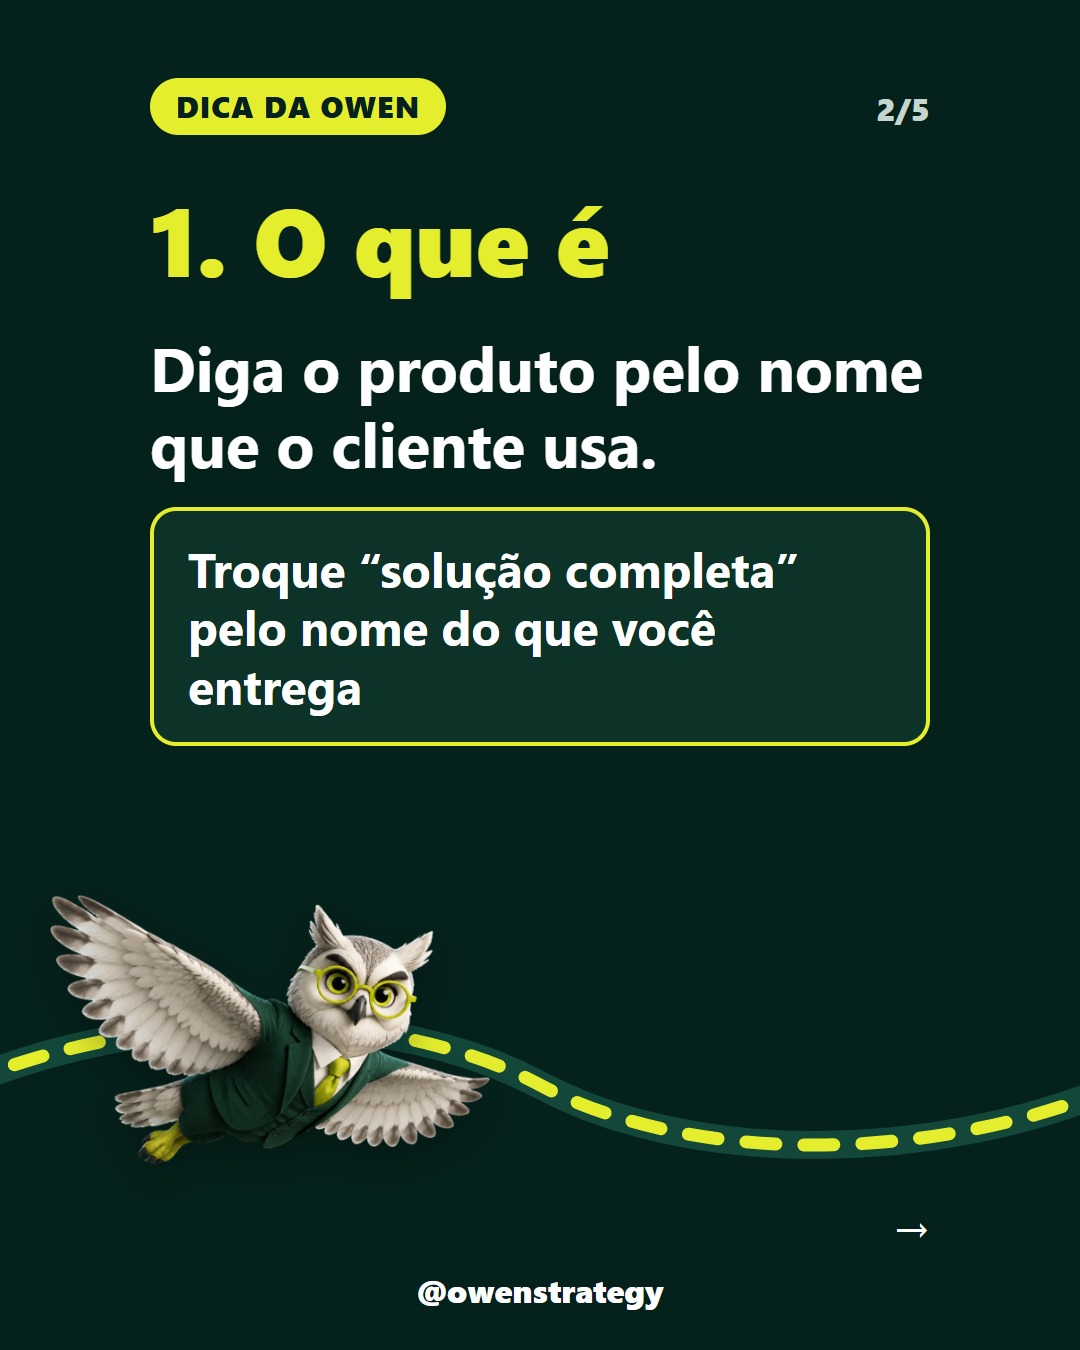 DICA DA OWEN
2/5
1. O que é
Diga o produto pelo nome
que o cliente usa.
Troque “solução completa”
pelo nome do que você
entrega
→
@owenstrategy